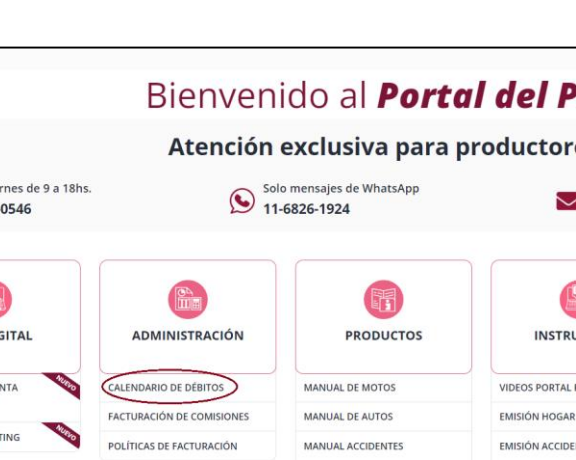 Bienvenido al Portal del P
Atención exclusiva para productore
rnes de 9 a 18hs.
0546
Solo mensajes de WhatsApp
11-6826-1924
GITAL
ADMINISTRACIÓN
PRODUCTOS
INSTRU
NTA
NUEVO
CALENDARIO DE DÉBITOS
MANUAL DE MOTOS
VIDEOS PORTAL
FACTURACIÓN DE COMISIONES
MANUAL DE AUTOS
EMISIÓN HOGAR
TING
NUEVO
POLÍTICAS DE FACTURACIÓN
MANUAL ACCIDENTES
EMISIÓN ACCIDE